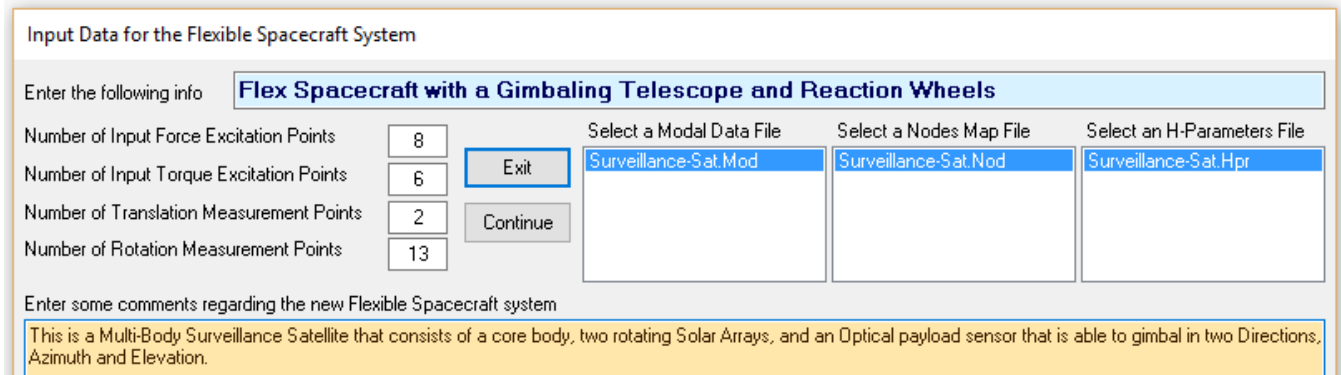 Input Data for the Flexible Spacecraft System
Enter the following info
Flex Spacecraft with a Gimbaling Telescope and Reaction Wheels
Number of Input Force Excitation Points 8
Number of Input Torque Excitation Points 6
Number of Translation Measurement Points 2
Number of Rotation Measurement Points 13
Exit
Continue
Select a Modal Data File
Surveillance-Sat.Mod
Select a Nodes Map File
Surveillance-Sat.Nod
Select an H-Parameters File
Surveillance-Sat.Hpr
Enter some comments regarding the new Flexible Spacecraft system
This is a Multi-Body Surveillance Satellite that consists of a core body, two rotating Solar Arrays, and an Optical payload sensor that is able to gimbal in two Directions,
Azimuth and Elevation.